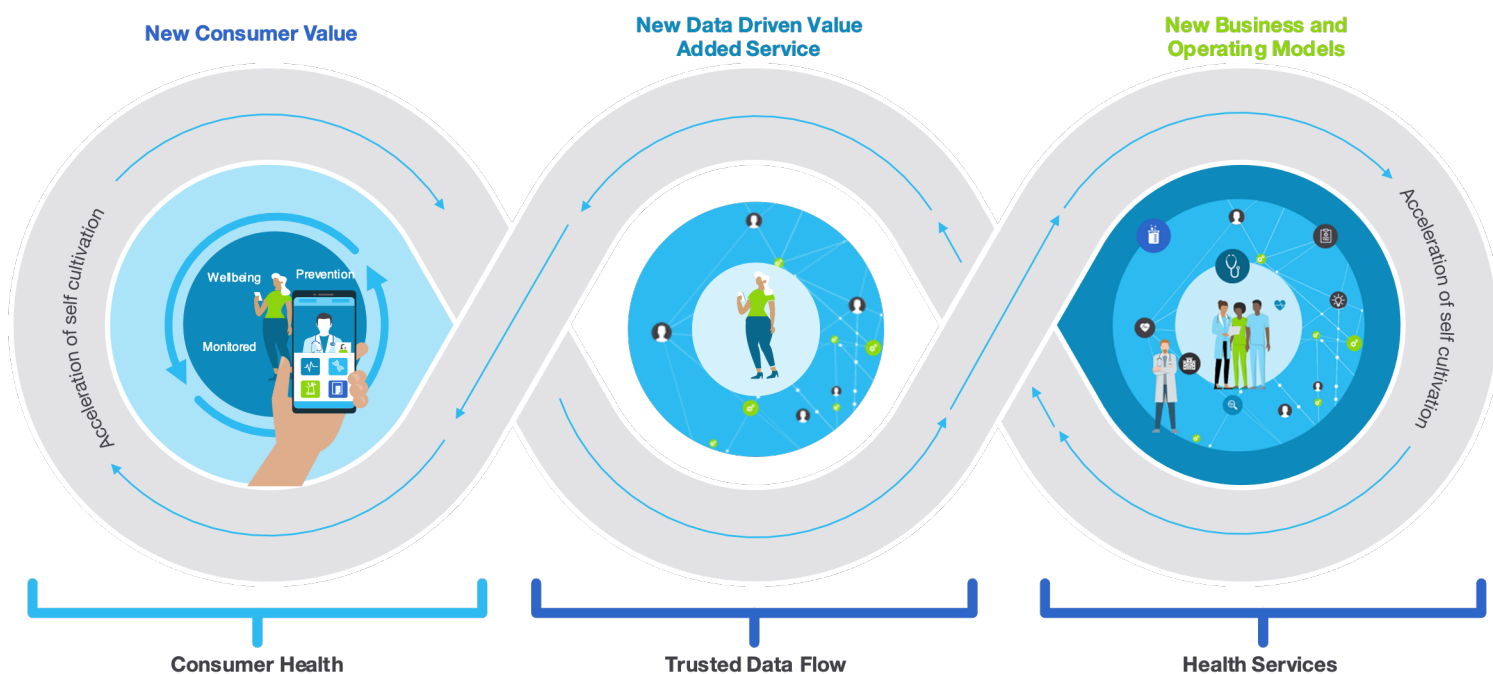 New Consumer Value
New Data Driven Value
Added Service
New Business and
Operating Models
Acceleration of self cultivation
Wellbeing
Prevention
Monitored
Acceleration of self cultivation
Consumer Health
Trusted Data Flow
Health Services